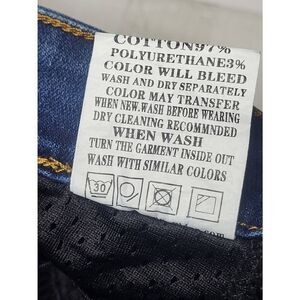 COTTON97%
POLYURETHANE3%
COLOR WILL BLEED
WASH AND DRY SEPARATELY
COLOR MAY TRANSFER
WHEN NEW.WASH BEFORE WEARING
DRY CLEANING RECOMMNDED
WHEN WASH
TURN THE GARMENT INSIDE OUT
WASH WITH SIMILAR COLORS
30
.com